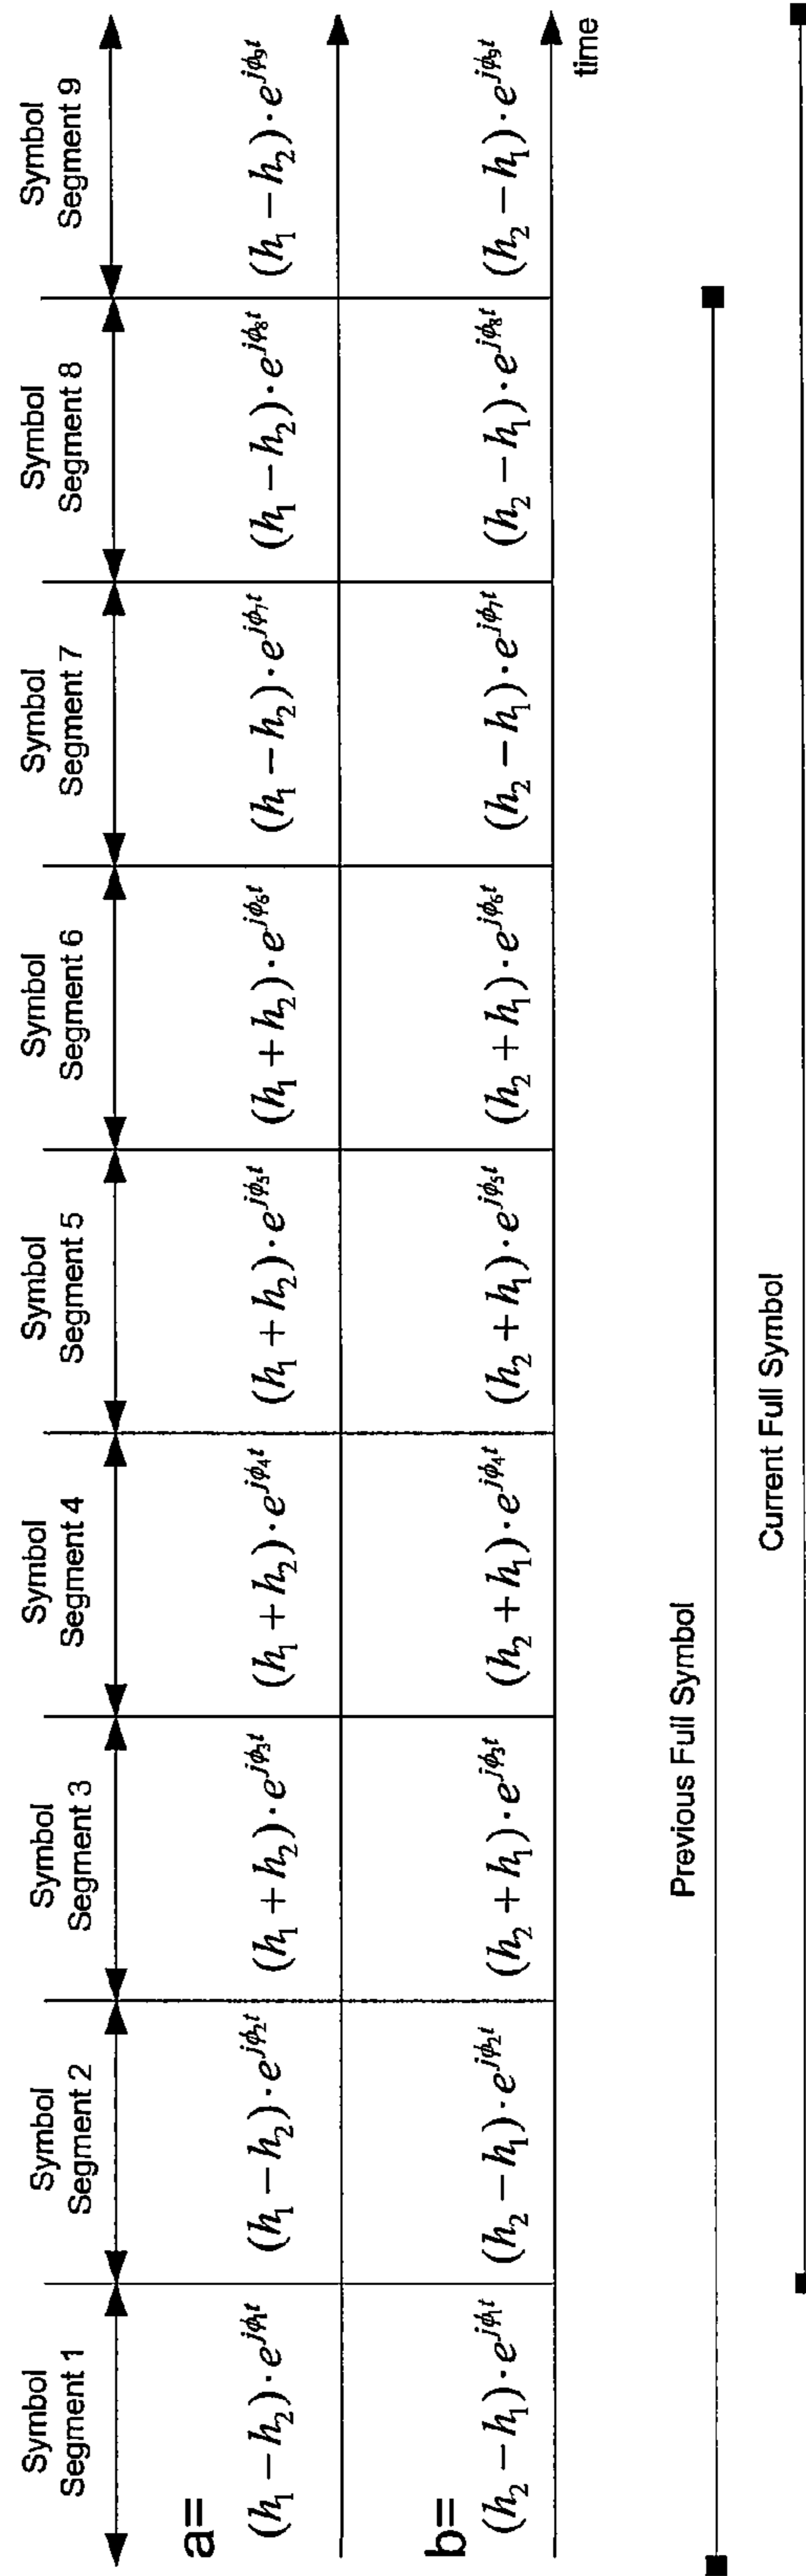 Symbol
Segment 1
Symbol
Segment 2
Symbol
Segment 3
Symbol
Segment 4
Symbol
Segment 5
Symbol
Segment 6
Symbol
Segment 7
Symbol
Segment 8
Symbol
Segment 9
a=
(h₁ − h₂)·e^{jϕ₁t}
(h₁ − h₂)·e^{jϕ₂t}
(h₁ + h₂)·e^{jϕ₃t}
(h₁ + h₂)·e^{jϕ₄t}
(h₁ + h₂)·e^{jϕ₅t}
(h₁ + h₂)·e^{jϕ₆t}
(h₁ − h₂)·e^{jϕ₇t}
(h₁ − h₂)·e^{jϕ₈t}
(h₁ − h₂)·e^{jϕ₉t}
b=
(h₂ − h₁)·e^{jϕ₁t}
(h₂ − h₁)·e^{jϕ₂t}
(h₂ + h₁)·e^{jϕ₃t}
(h₂ + h₁)·e^{jϕ₄t}
(h₂ + h₁)·e^{jϕ₅t}
(h₂ + h₁)·e^{jϕ₆t}
(h₂ − h₁)·e^{jϕ₇t}
(h₂ − h₁)·e^{jϕ₈t}
(h₂ − h₁)·e^{jϕ₉t}
time
Previous Full Symbol
Current Full Symbol